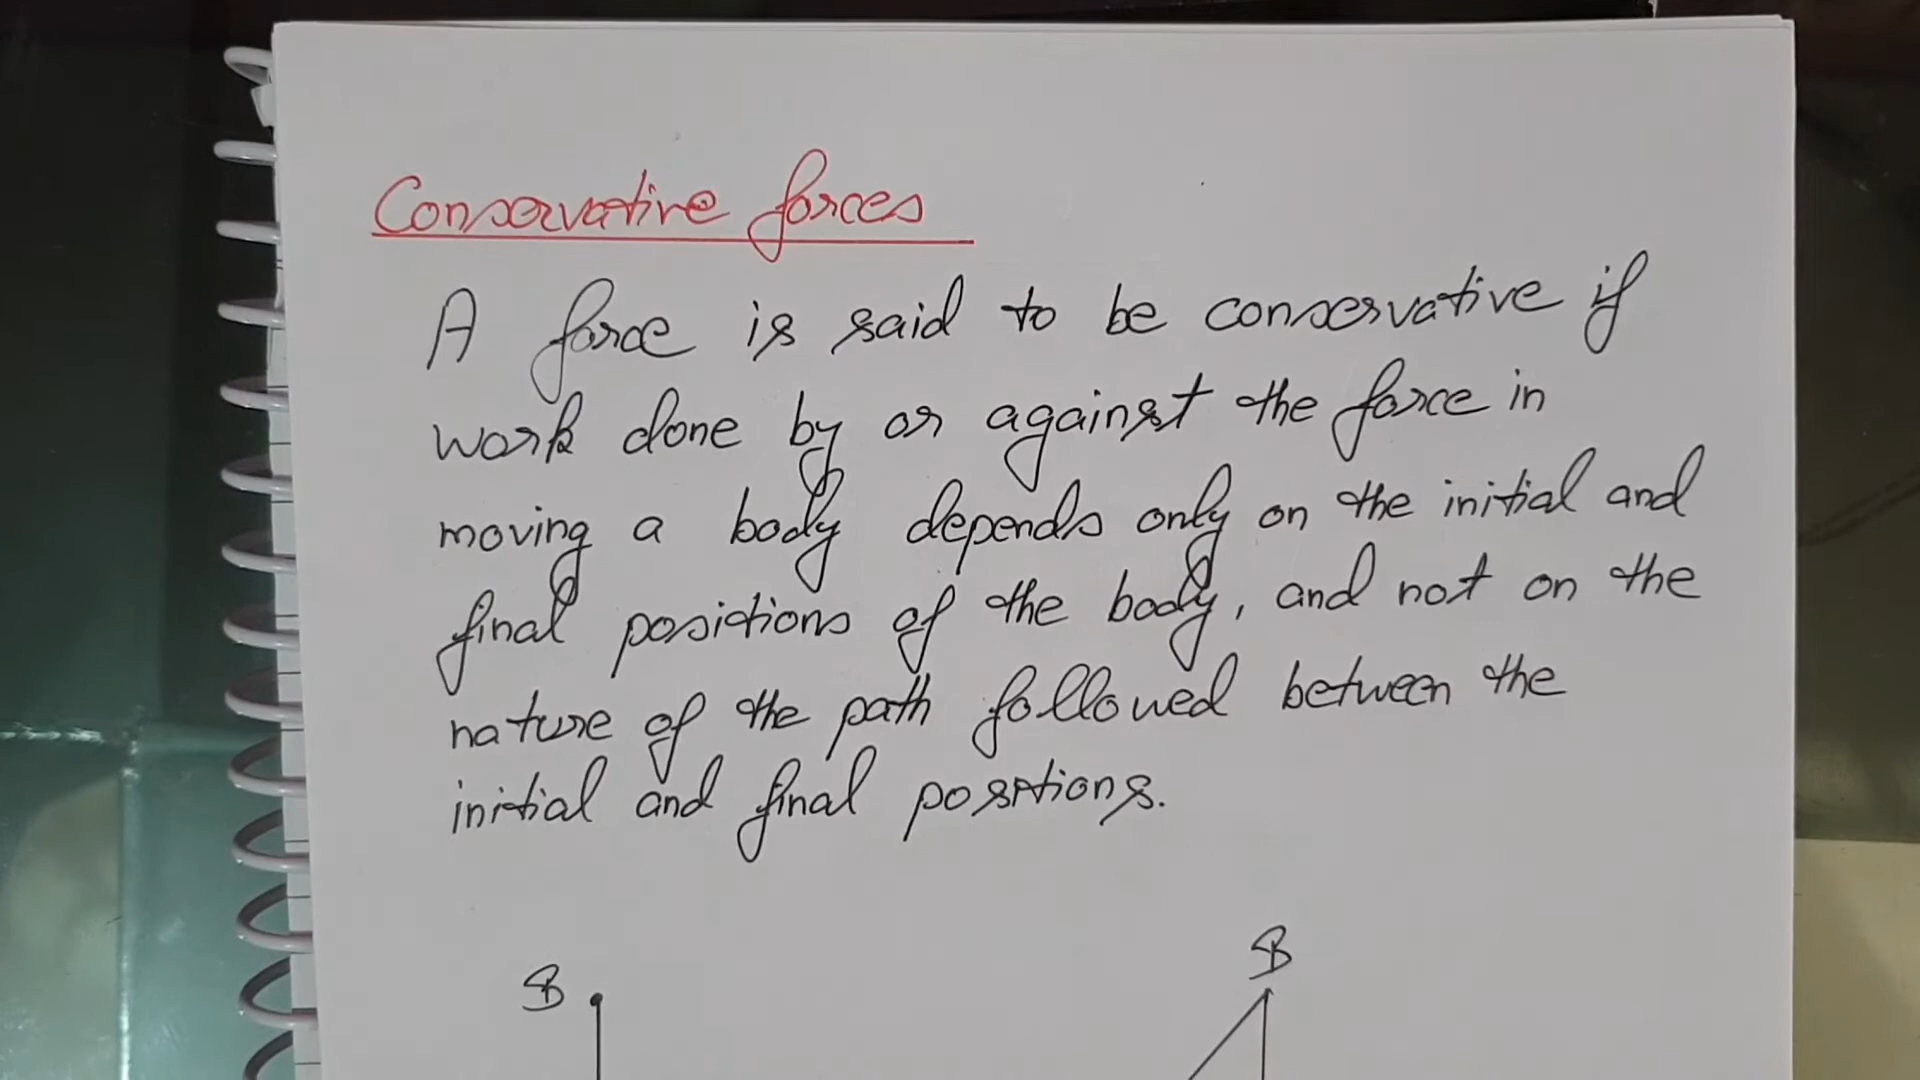 Conservative forces
A force is said to be conservative if
work done by or against the force in
moving a body depends only on the initial and
final positions of the body, and not on the
nature of the path followed between the
initial and final positions.
B B